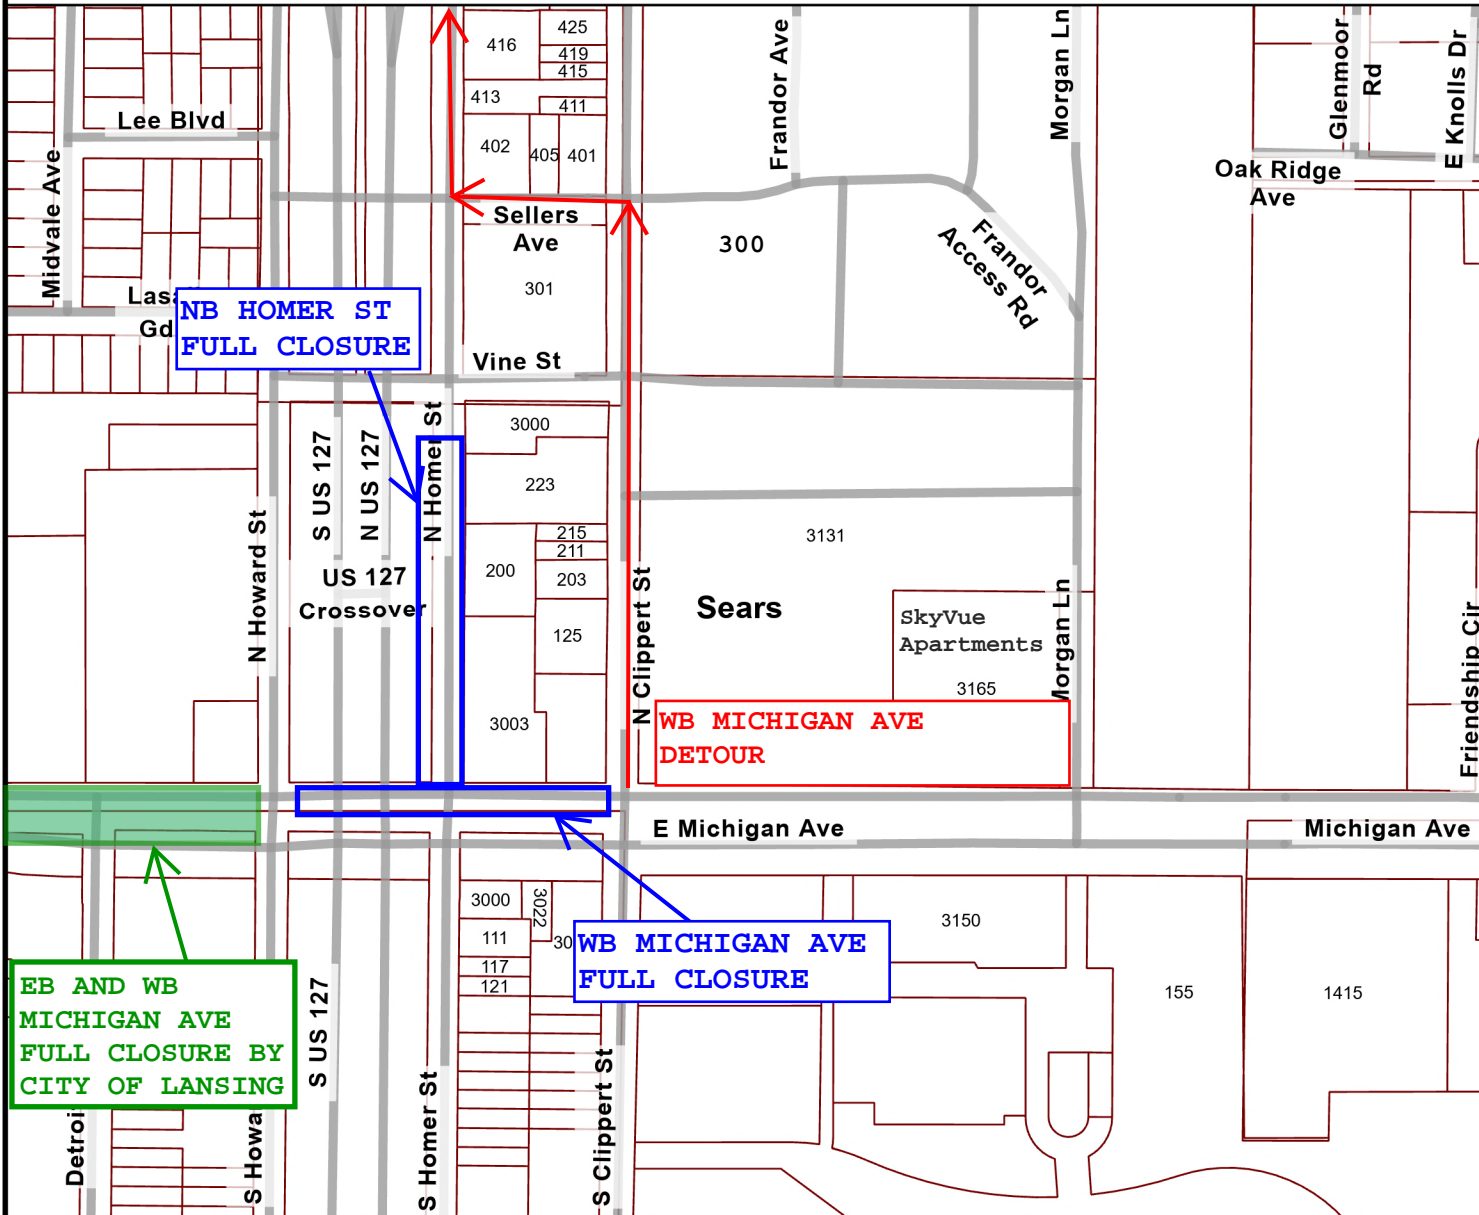 416
425
419
415
413
411
402
405
401
Lee Blvd
Midvale Ave
Frandor Ave
Morgan Ln
Glenmoor
Rd
E Knolls Dr
Oak Ridge
Ave
Sellers
Ave
300
Frandor
Access Rd
301
NB HOMER ST
FULL CLOSURE
Vine St
3000
223
215
211
200
203
125
3003
S US 127
N US 127
N Homer St
N Howard St
US 127
Crossover
N Clippert St
3131
Sears
SkyVue
Apartments
3165
Morgan Ln
Friendship Cir
WB MICHIGAN AVE
DETOUR
E Michigan Ave
Michigan Ave
3000
3022
111
117
121
WB MICHIGAN AVE
FULL CLOSURE
3150
155
1415
EB AND WB
MICHIGAN AVE
FULL CLOSURE BY
CITY OF LANSING
S US 127
S Homer St
S Clippert St